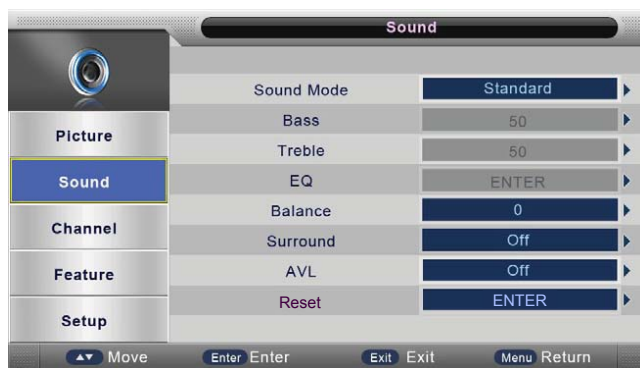 Sound
Sound Mode Standard
Bass 50
Treble 50
EQ ENTER
Balance 0
Surround Off
AVL Off
Reset ENTER
Picture
Sound
Channel
Feature
Setup
Move Enter Enter Exit Exit Menu Return